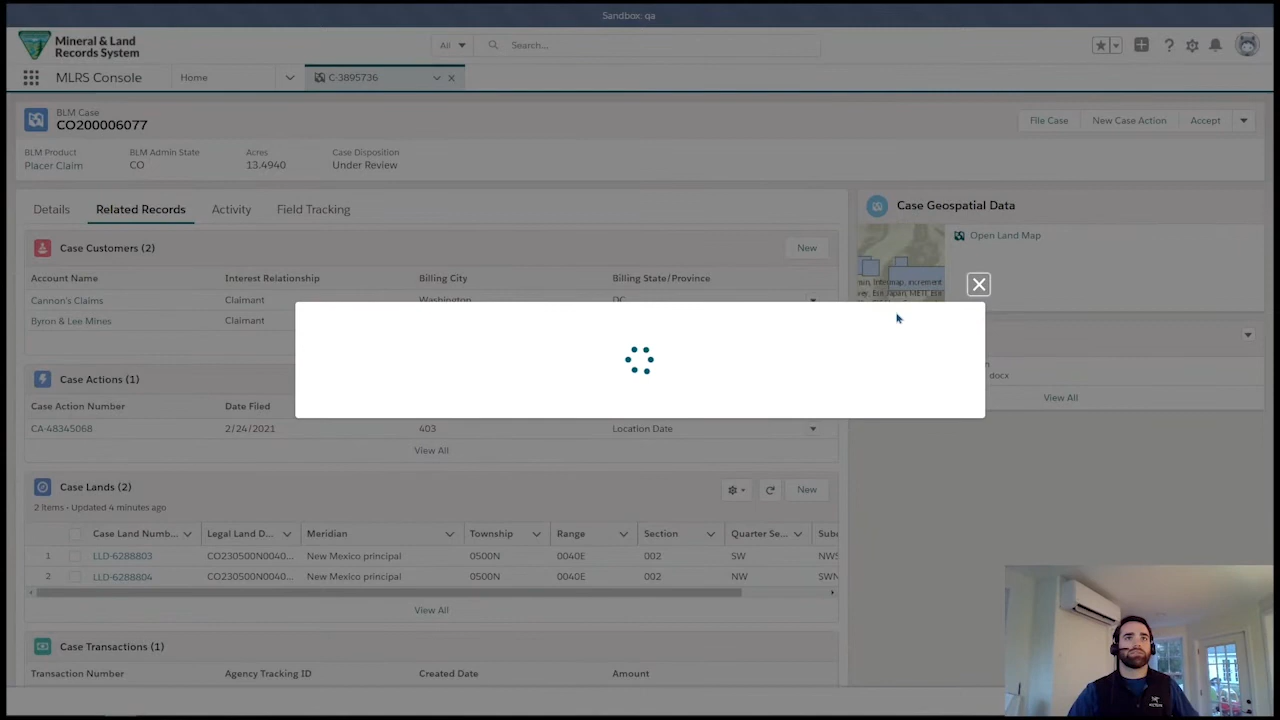 Sandbox: qa
Mineral & Land
Records System
All
Search...
MLRS Console
Home
C-3895736
BLM Case
CO200006077
File Case
New Case Action
Accept
BLM Product
BLM Admin State
Acres
Case Disposition
Placer Claim
CO
13.4940
Under Review
Details
Related Records
Activity
Field Tracking
Case Geospatial Data
Open Land Map
Case Customers (2)
New
Account Name
Interest Relationship
Billing City
Billing State/Province
Cannon's Claims
Claimant
Washington
DC
Byron & Lee Mines
Claimant
docx
View All
Case Actions (1)
Case Action Number
Date Filed
CA-48345068
2/24/2021
403
Location Date
View All
Case Lands (2)
New
2 Items • Updated 4 minutes ago
Case Land Numb...
Legal Land D...
Meridian
Township
Range
Section
Quarter Se...
1
LLD-6288803
CO230500N0040...
New Mexico principal
0500N
0040E
002
SW
NWS
2
LLD-6288804
CO230500N0040...
New Mexico principal
0500N
0040E
002
NW
SWN
View All
Case Transactions (1)
Transaction Number
Agency Tracking ID
Created Date
Amount